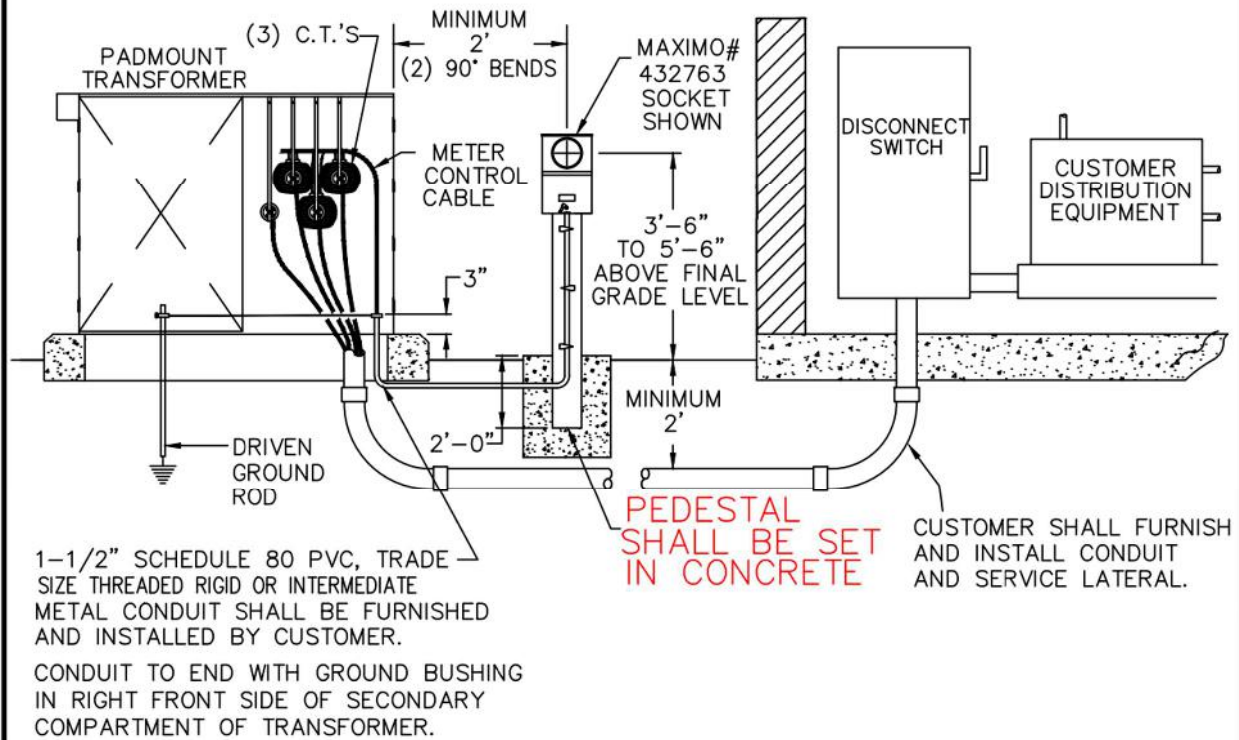 PADMOUNT
TRANSFORMER
(3) C.T.'S
MINIMUM
2'
(2) 90° BENDS
MAXIMO#
432763
SOCKET
SHOWN
METER
CONTROL
CABLE
3'-6"
TO 5'-6"
ABOVE FINAL
GRADE LEVEL
DISCONNECT
SWITCH
CUSTOMER
DISTRIBUTION
EQUIPMENT
3"
DRIVEN
GROUND
ROD
2'-0"
MINIMUM
2'
PEDESTAL
SHALL BE SET
IN CONCRETE
CUSTOMER SHALL FURNISH
AND INSTALL CONDUIT
AND SERVICE LATERAL.
1-1/2" SCHEDULE 80 PVC, TRADE
SIZE THREADED RIGID OR INTERMEDIATE
METAL CONDUIT SHALL BE FURNISHED
AND INSTALLED BY CUSTOMER.
CONDUIT TO END WITH GROUND BUSHING
IN RIGHT FRONT SIDE OF SECONDARY
COMPARTMENT OF TRANSFORMER.